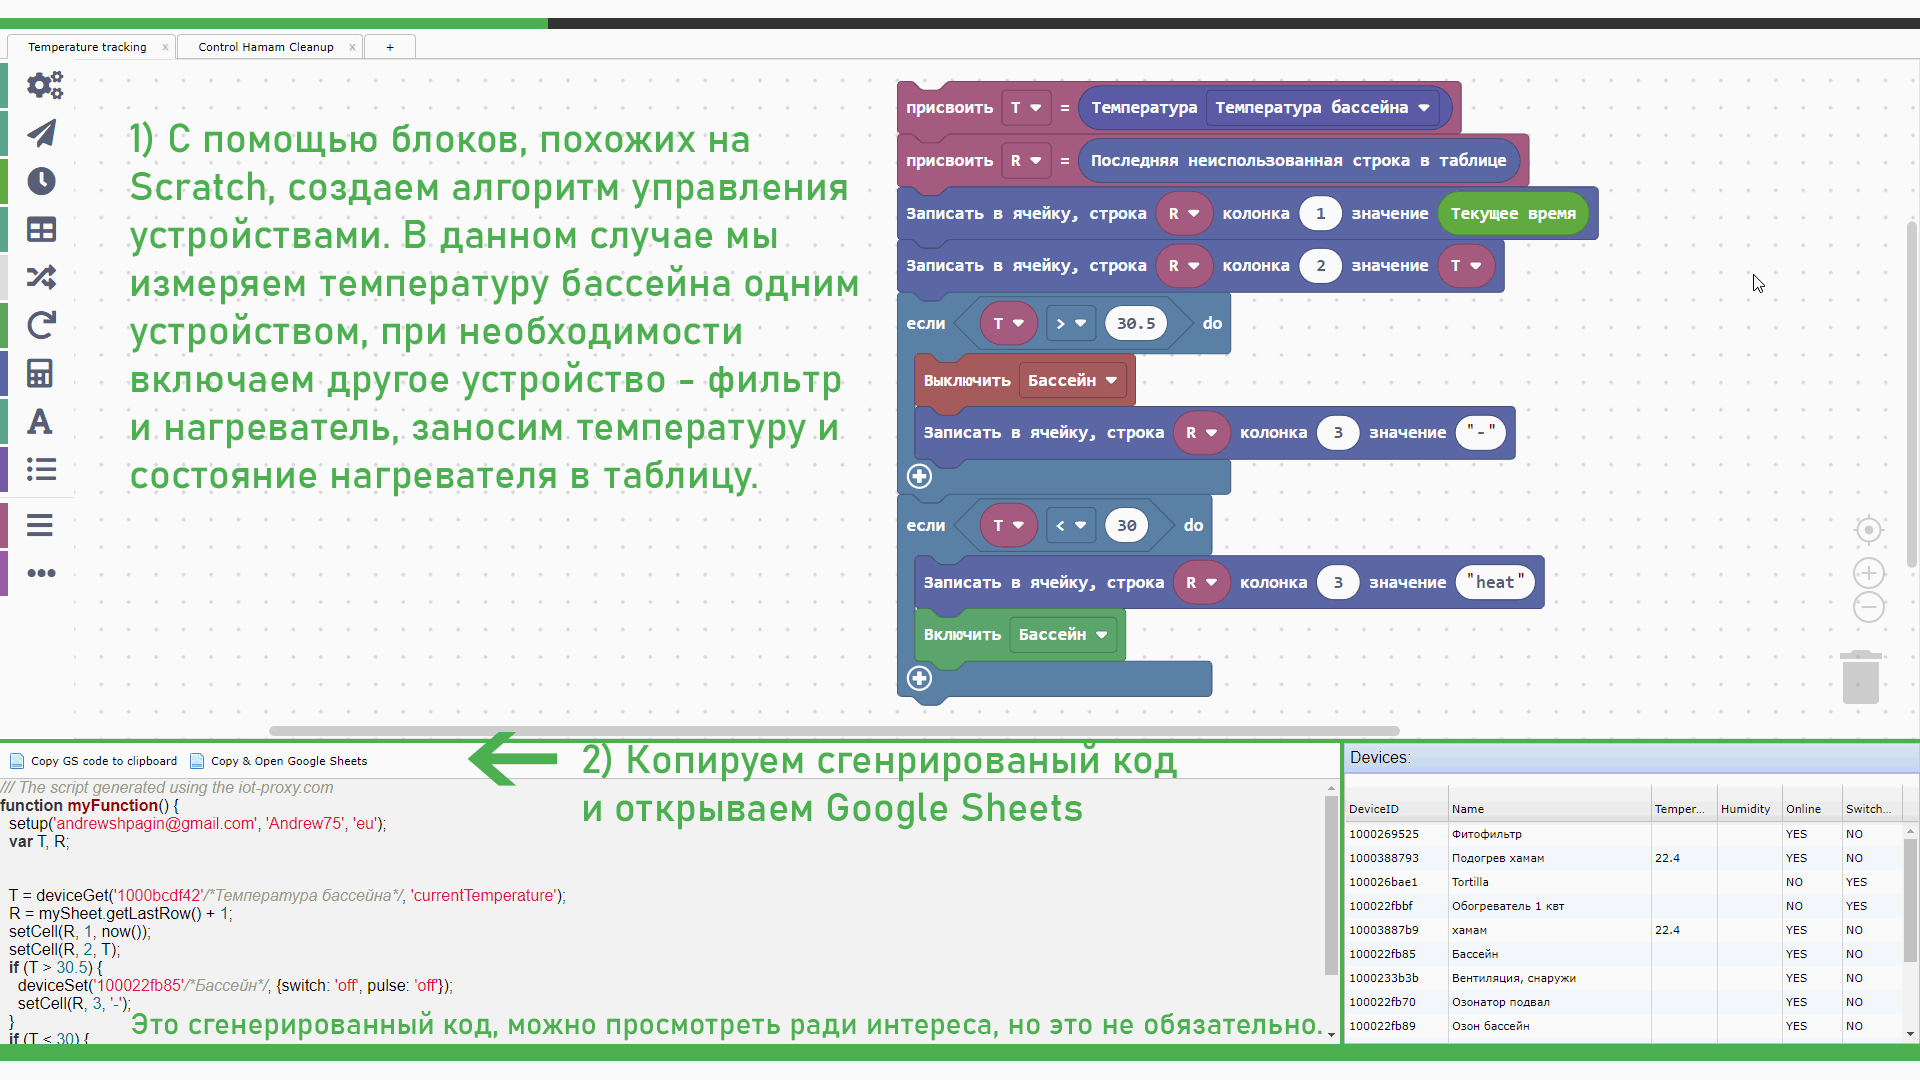 Temperature tracking x Control Hamam Cleanup x +
1) С помощью блоков, похожих на
Scratch, создаем алгоритм управления
устройствами. В данном случае мы
измеряем температуру бассейна одним
устройством, при необходимости
включаем другое устройство - фильтр
и нагреватель, заносим температуру и
состояние нагревателя в таблицу.
присвоить T = Температура Температура бассейна
присвоить R = Последняя неиспользованная строка в таблице
Записать в ячейку, строка R колонка 1 значение Текущее время
Записать в ячейку, строка R колонка 2 значение T
если T > 30.5 do
Выключить Бассейн
Записать в ячейку, строка R колонка 3 значение "-"
если T < 30 do
Записать в ячейку, строка R колонка 3 значение "heat"
Включить Бассейн
Copy GS code to clipboard Copy & Open Google Sheets
2) Копируем сгенрированый код
и открываем Google Sheets
/// The script generated using the iot-proxy.com
function myFunction() {
setup('andrewshpagin@gmail.com', 'Andrew75', 'eu');
var T, R;
T = deviceGet('1000bcdf42'/*Температура бассейна*/, 'currentTemperature');
R = mySheet.getLastRow() + 1;
setCell(R, 1, now());
setCell(R, 2, T);
if (T > 30.5) {
deviceSet('100022fb85'/*Бассейн*/, {switch: 'off', pulse: 'off'});
setCell(R, 3, '-');
}
if (T < 30) {
Это сгенерированный код, можно просмотреть ради интереса, но это не обязательно.
Devices:
DeviceID Name Temper... Humidity Online Switch...
1000269525 Фитофильтр YES NO
1000388793 Подогрев хамам 22.4 YES NO
100026bae1 Tortilla NO YES
100022fbbf Обогреватель 1 квт NO YES
10003887b9 хамам 22.4 YES NO
100022fb85 Бассейн YES NO
1000233b3b Вентиляция, снаружи YES NO
100022fb70 Озонатор подвал YES NO
100022fb89 Озон бассейн YES NO